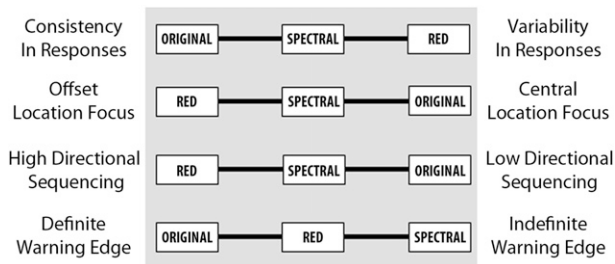 Consistency
In Responses
ORIGINAL
SPECTRAL
RED
Variability
In Responses
Offset
Location Focus
RED
SPECTRAL
ORIGINAL
Central
Location Focus
High Directional
Sequencing
RED
SPECTRAL
ORIGINAL
Low Directional
Sequencing
Definite
Warning Edge
ORIGINAL
RED
SPECTRAL
Indefinite
Warning Edge